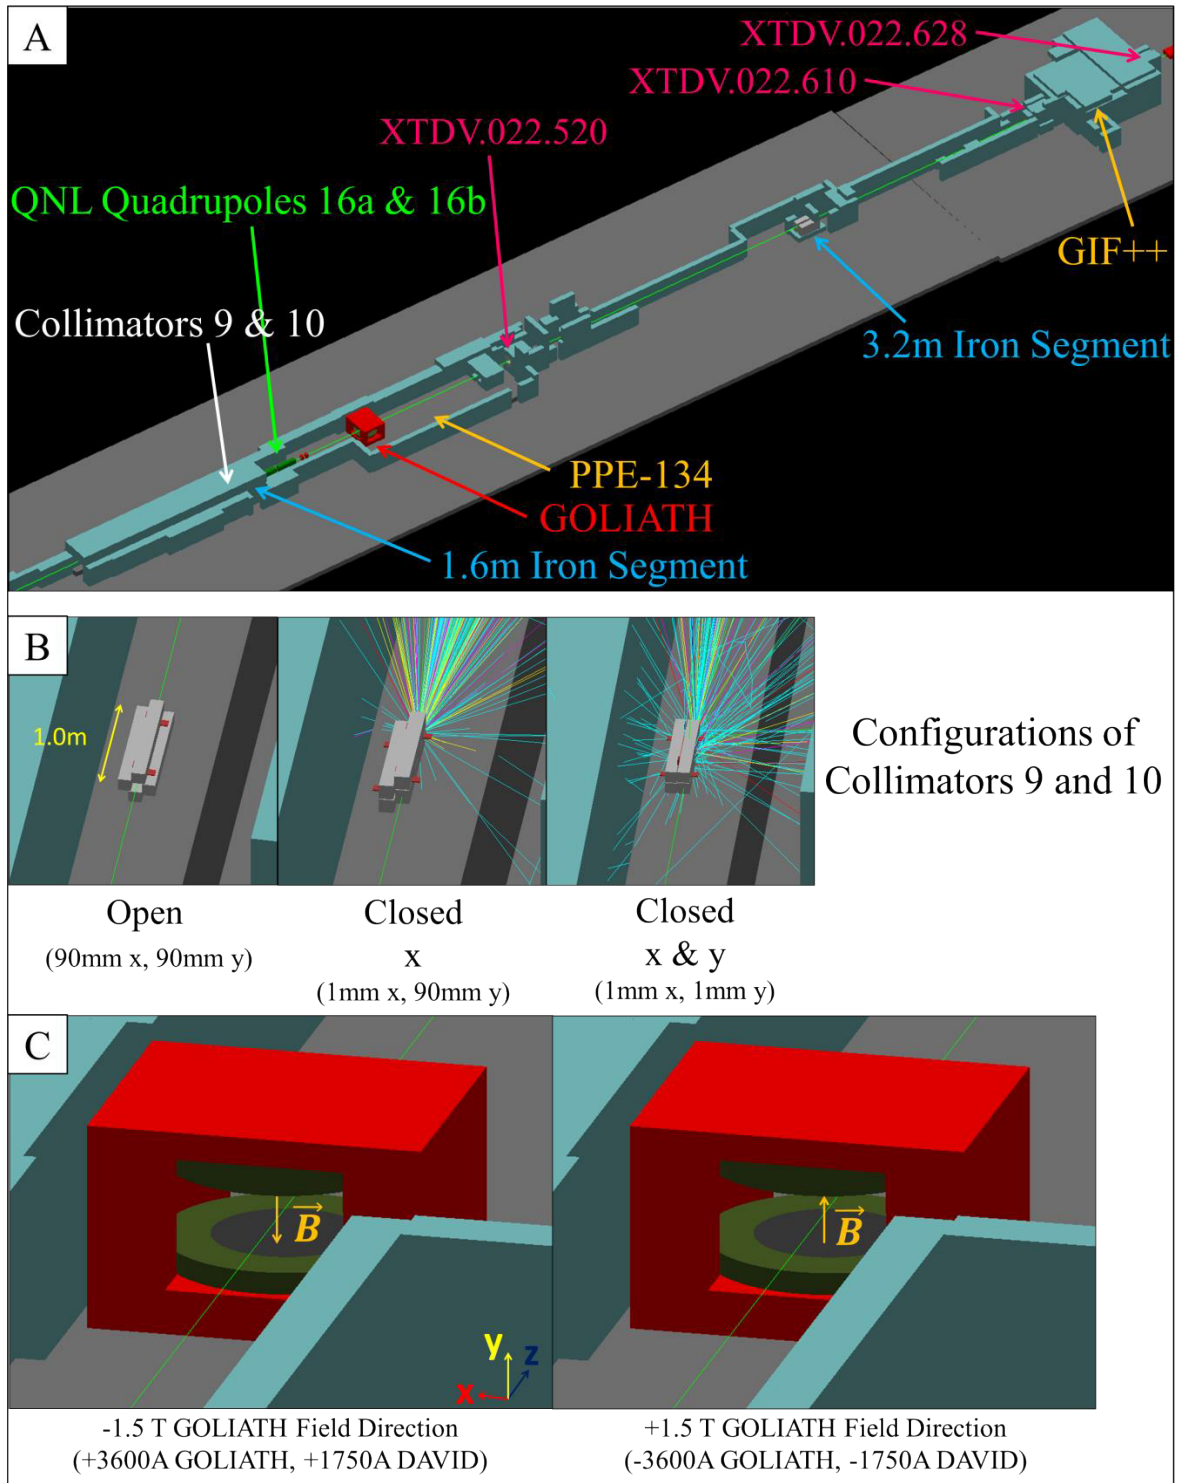 A
XTDV.022.628
XTDV.022.610
XTDV.022.520
QNL Quadrupoles 16a & 16b
GIF++
Collimators 9 & 10
3.2m Iron Segment
PPE-134
GOLIATH
1.6m Iron Segment
B
1.0m
Configurations of
Collimators 9 and 10
Open
(90mm x, 90mm y)
Closed
x
(1mm x, 90mm y)
Closed
x & y
(1mm x, 1mm y)
C
B
B
y
z
x
-1.5 T GOLIATH Field Direction
(+3600A GOLIATH, +1750A DAVID)
+1.5 T GOLIATH Field Direction
(-3600A GOLIATH, -1750A DAVID)